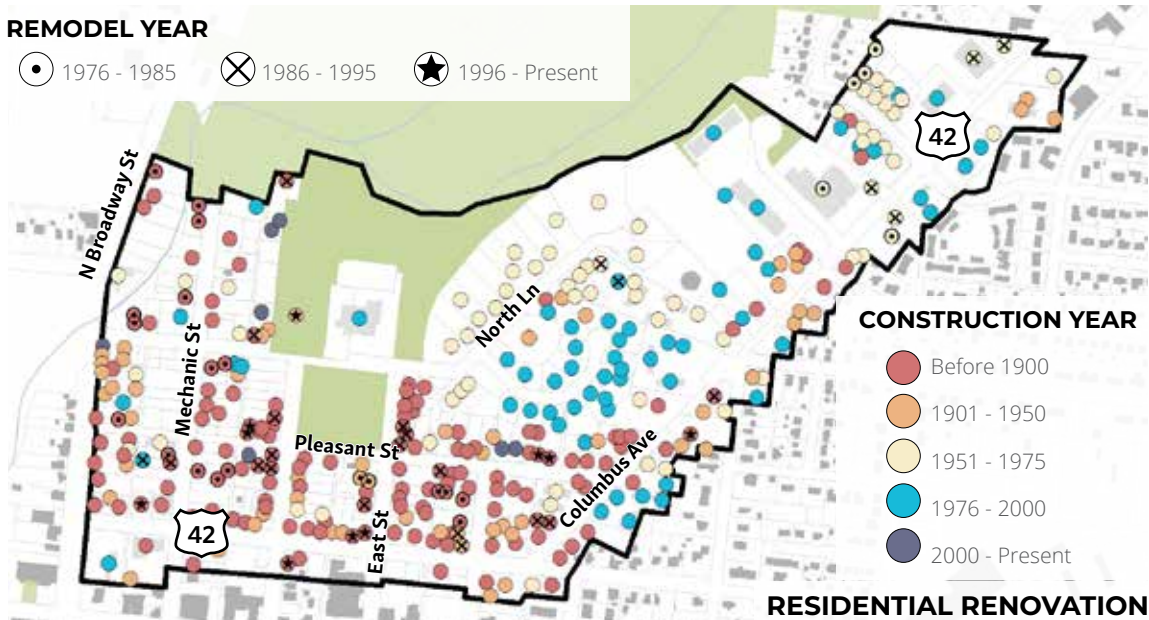 REMODEL YEAR
1976 - 1985
1986 - 1995
1996 - Present
42
N Broadway St
Mechanic St
North Ln
Pleasant St
Columbus Ave
East St
42
CONSTRUCTION YEAR
Before 1900
1901 - 1950
1951 - 1975
1976 - 2000
2000 - Present
RESIDENTIAL RENOVATION